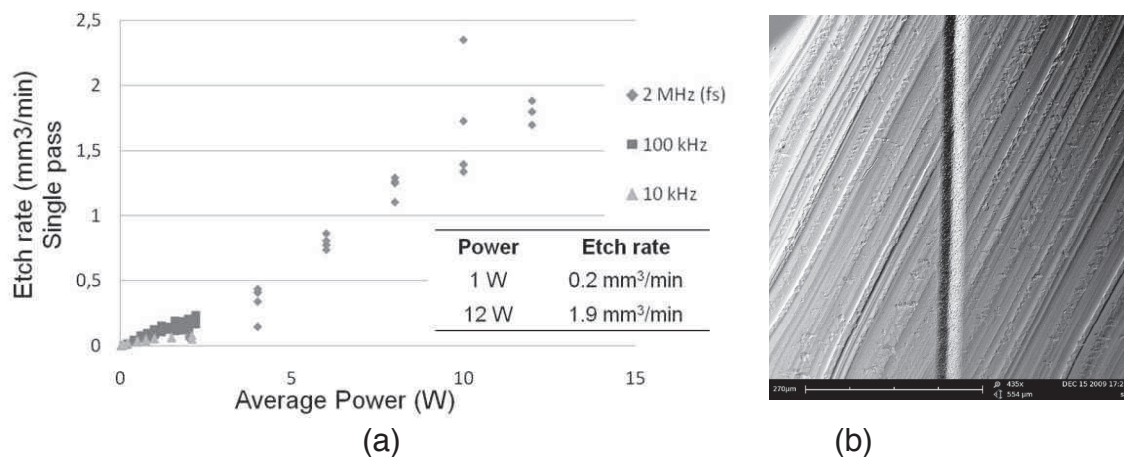 2,5
2
1,5
1
0,5
0
Etch rate (mm3/min)
Single pass
0 5 10 15
Average Power (W)
2 MHz (fs)
100 kHz
10 kHz
Power Etch rate
1 W 0.2 mm³/min
12 W 1.9 mm³/min
270µm
435x
554 µm
DEC 15 2009 17:2
s
(a) (b)